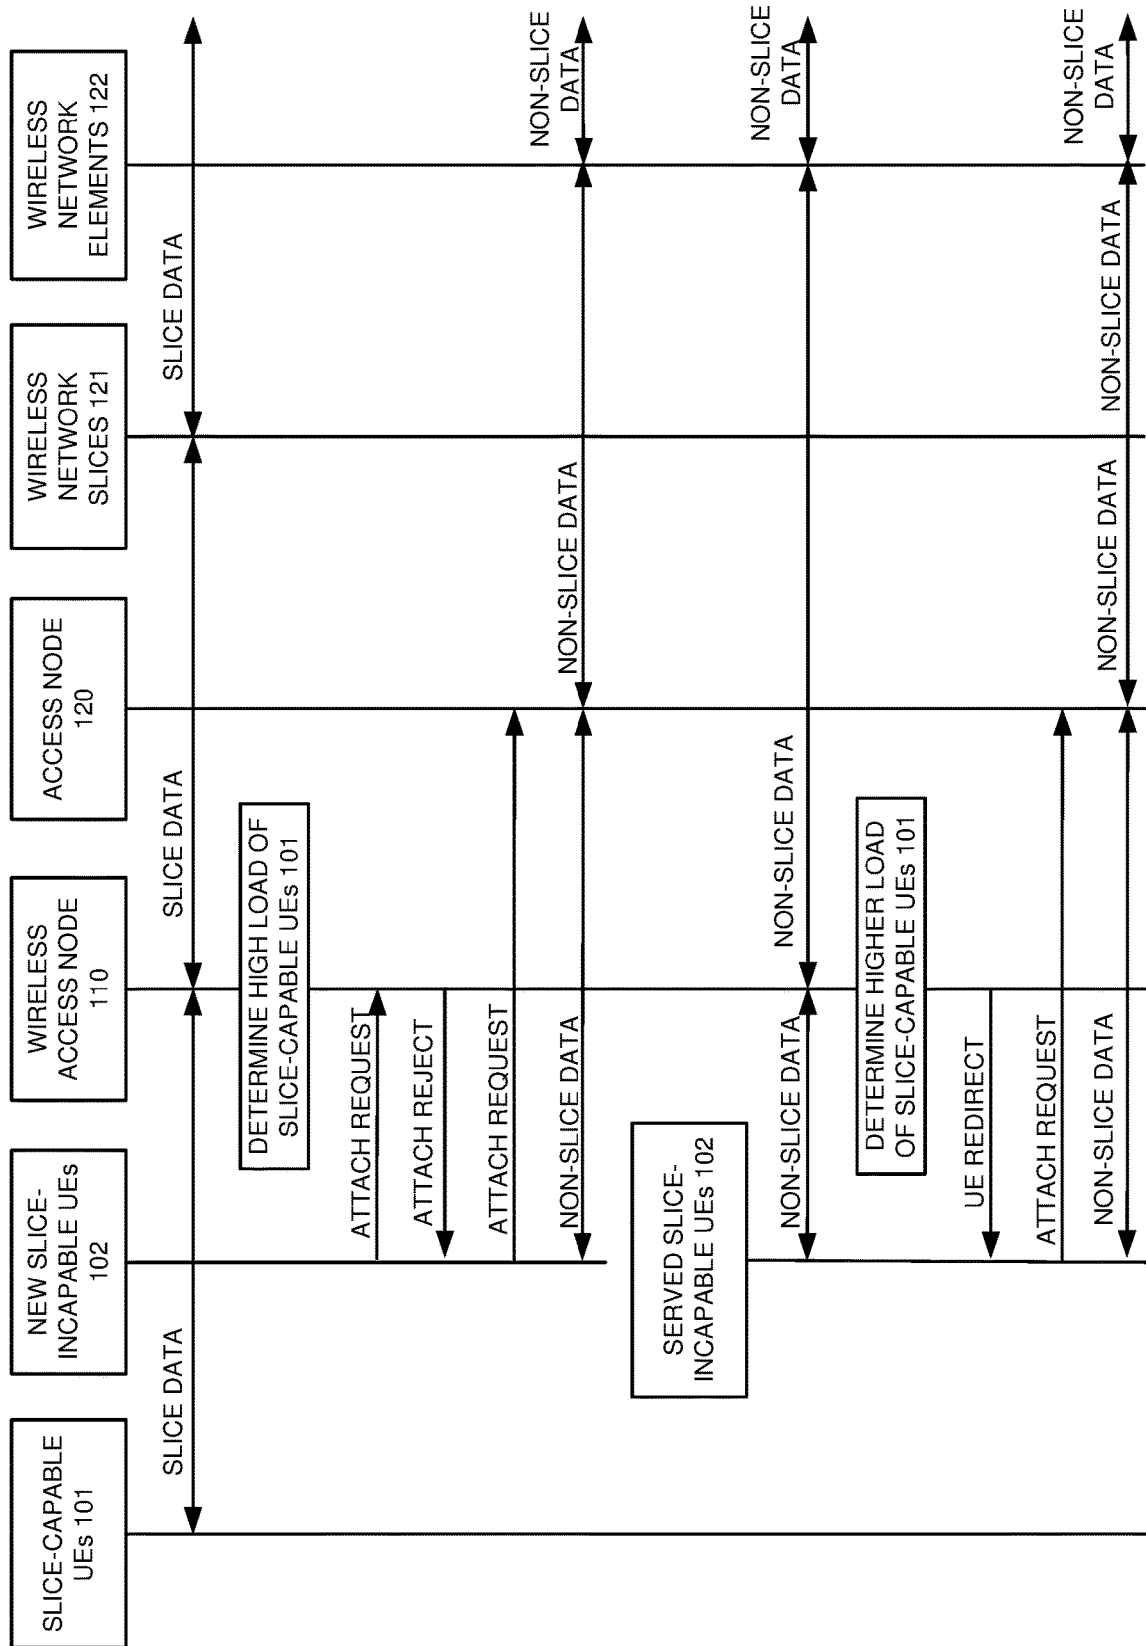 SLICE-CAPABLE
UEs 101
NEW SLICE-
INCAPABLE UEs
102
WIRELESS
ACCESS NODE
110
ACCESS NODE
120
WIRELESS
NETWORK
SLICES 121
WIRELESS
NETWORK
ELEMENTS 122
SLICE DATA
SLICE DATA
SLICE DATA
DETERMINE HIGH LOAD OF
SLICE-CAPABLE UEs 101
ATTACH REQUEST
ATTACH REJECT
ATTACH REQUEST
NON-SLICE DATA
NON-SLICE DATA
NON-SLICE
DATA
SERVED SLICE-
INCAPABLE UEs 102
NON-SLICE DATA
NON-SLICE DATA
NON-SLICE
DATA
DETERMINE HIGHER LOAD
OF SLICE-CAPABLE UEs 101
UE REDIRECT
ATTACH REQUEST
NON-SLICE DATA
NON-SLICE DATA
NON-SLICE DATA
NON-SLICE
DATA